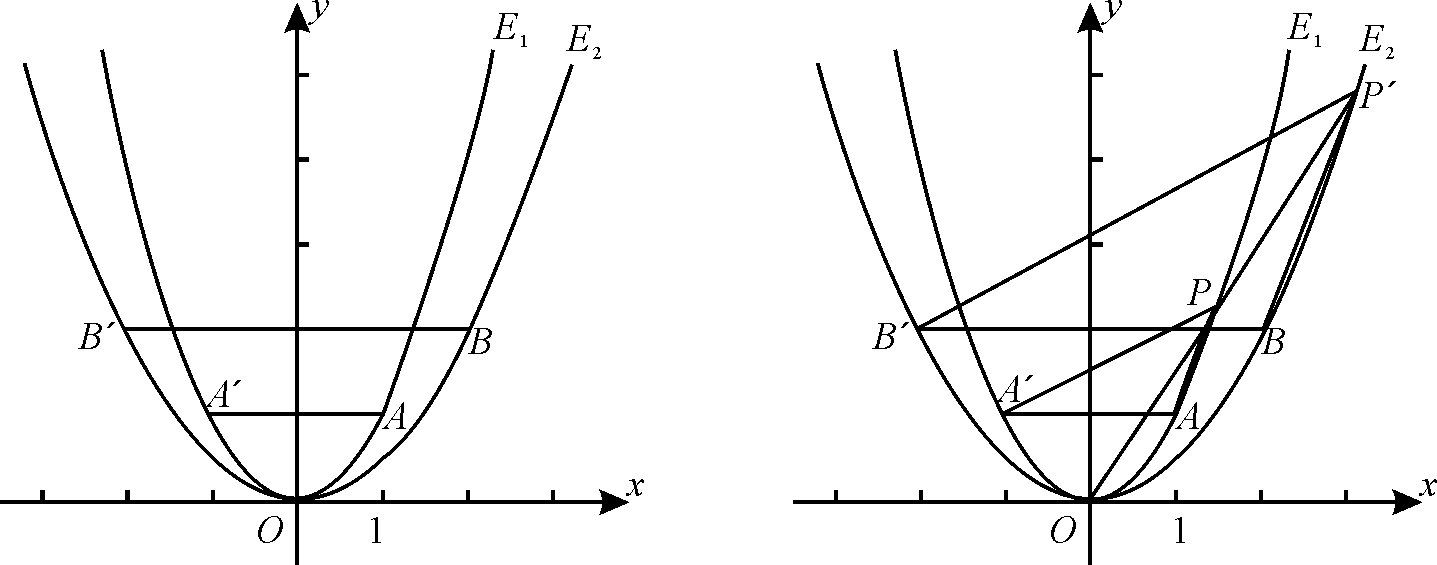 y
E₁
E₂
B´
B
A´
A
x
O
1
y
E₁
E₂
P´
P
B´
B
A´
A
x
O
1